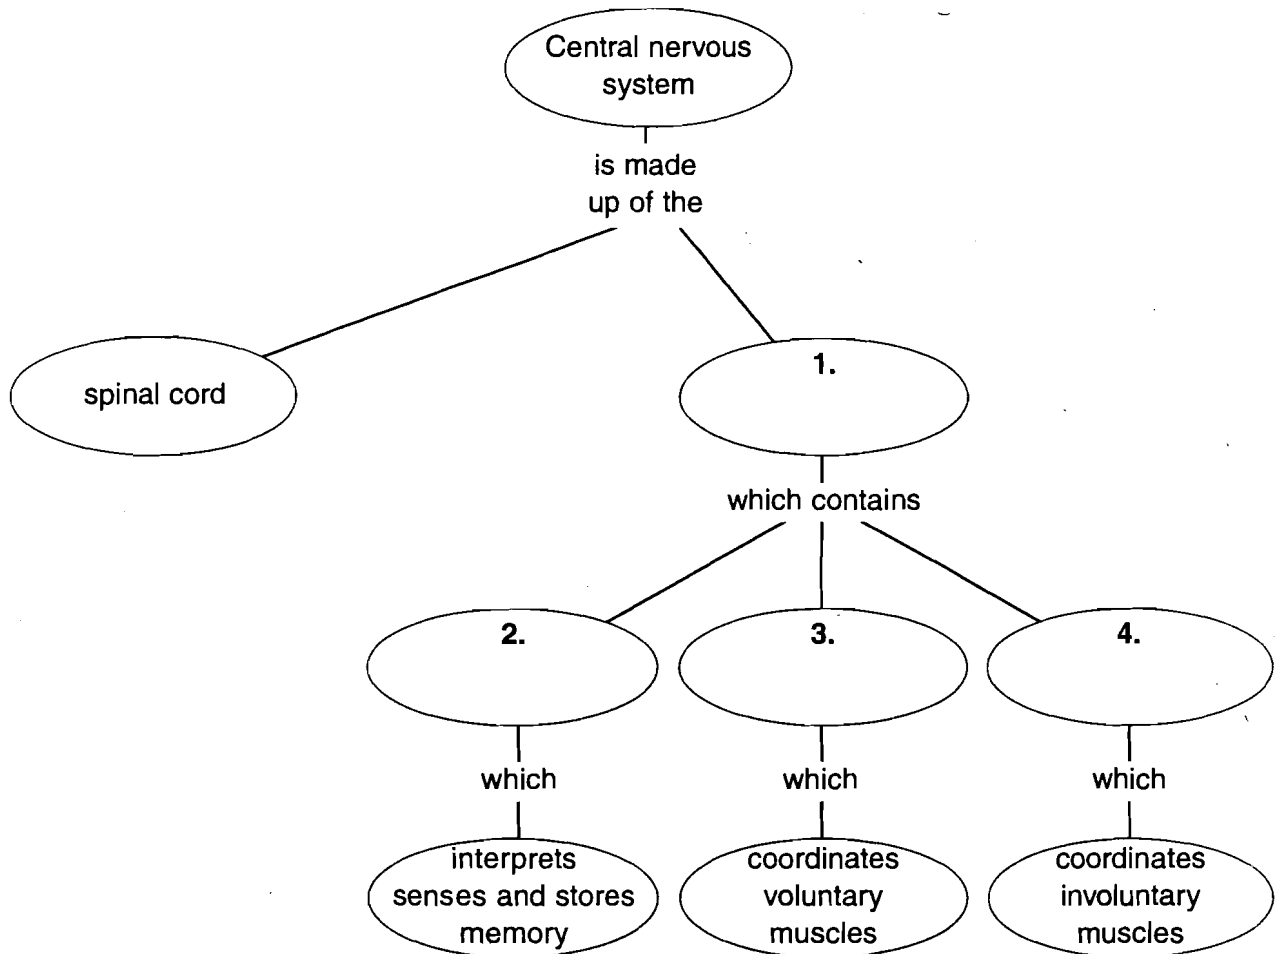 Central nervous
system
is made
up of the
spinal cord
1.
which contains
2.
3.
4.
which
which
which
interprets
senses and stores
memory
coordinates
voluntary
muscles
coordinates
involuntary
muscles